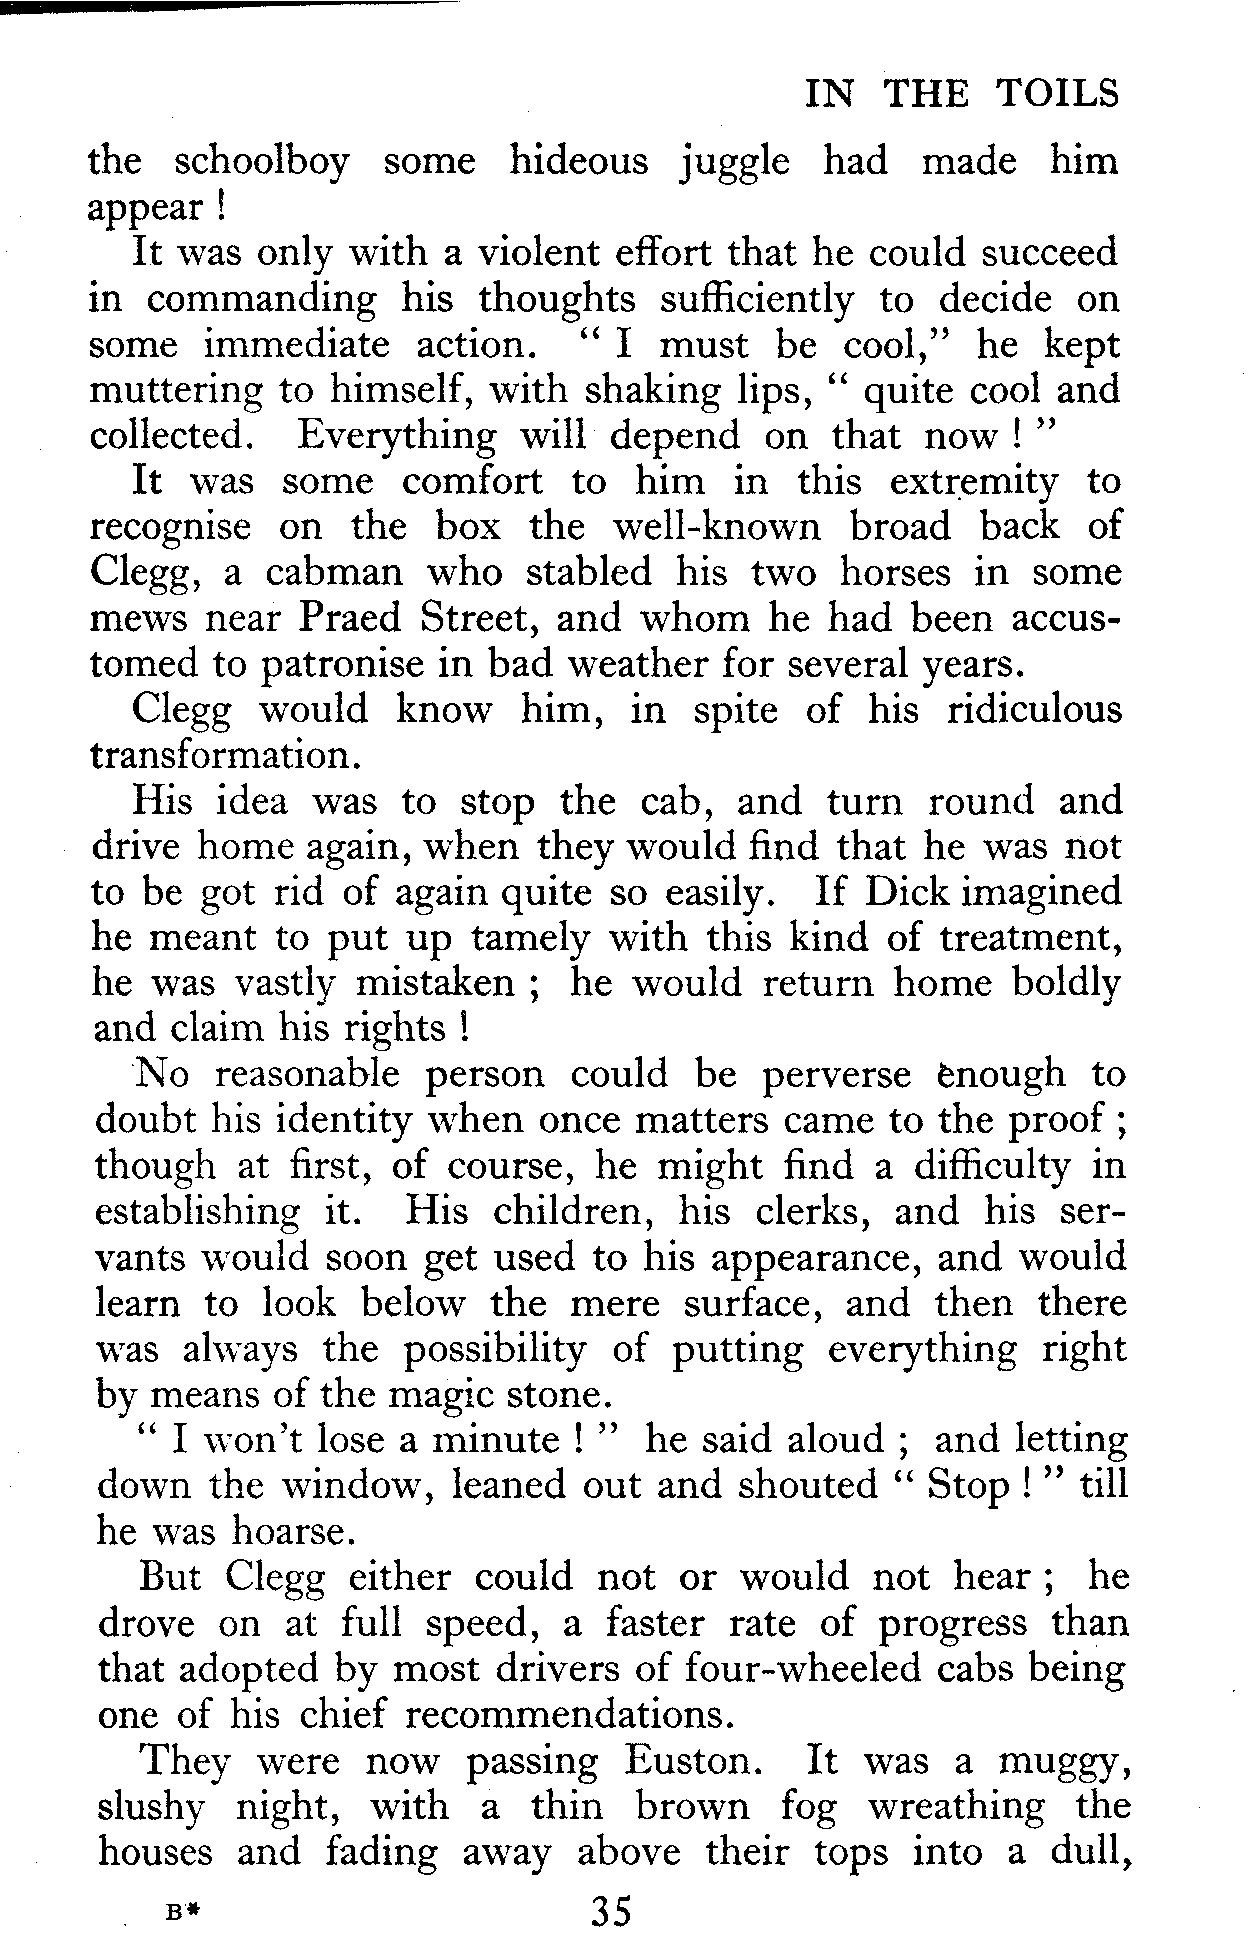 IN THE TOILS
the schoolboy some hideous juggle had made him
appear !
It was only with a violent effort that he could succeed
in commanding his thoughts sufficiently to decide on
some immediate action. “ I must be cool,” he kept
muttering to himself, with shaking lips, “ quite cool and
collected. Everything will depend on that now ! ”
It was some comfort to him in this extremity to
recognise on the box the well-known broad back of
Clegg, a cabman who stabled his two horses in some
mews near Praed Street, and whom he had been accus-
tomed to patronise in bad weather for several years.
Clegg would know him, in spite of his ridiculous
transformation.
His idea was to stop the cab, and turn round and
drive home again, when they would find that he was not
to be got rid of again quite so easily. If Dick imagined
he meant to put up tamely with this kind of treatment,
he was vastly mistaken ; he would return home boldly
and claim his rights !
No reasonable person could be perverse enough to
doubt his identity when once matters came to the proof ;
though at first, of course, he might find a difficulty in
establishing it. His children, his clerks, and his ser-
vants would soon get used to his appearance, and would
learn to look below the mere surface, and then there
was always the possibility of putting everything right
by means of the magic stone.
“ I won’t lose a minute ! ” he said aloud ; and letting
down the window, leaned out and shouted “ Stop ! ” till
he was hoarse.
But Clegg either could not or would not hear ; he
drove on at full speed, a faster rate of progress than
that adopted by most drivers of four-wheeled cabs being
one of his chief recommendations.
They were now passing Euston. It was a muggy,
slushy night, with a thin brown fog wreathing the
houses and fading away above their tops into a dull,
B* 35